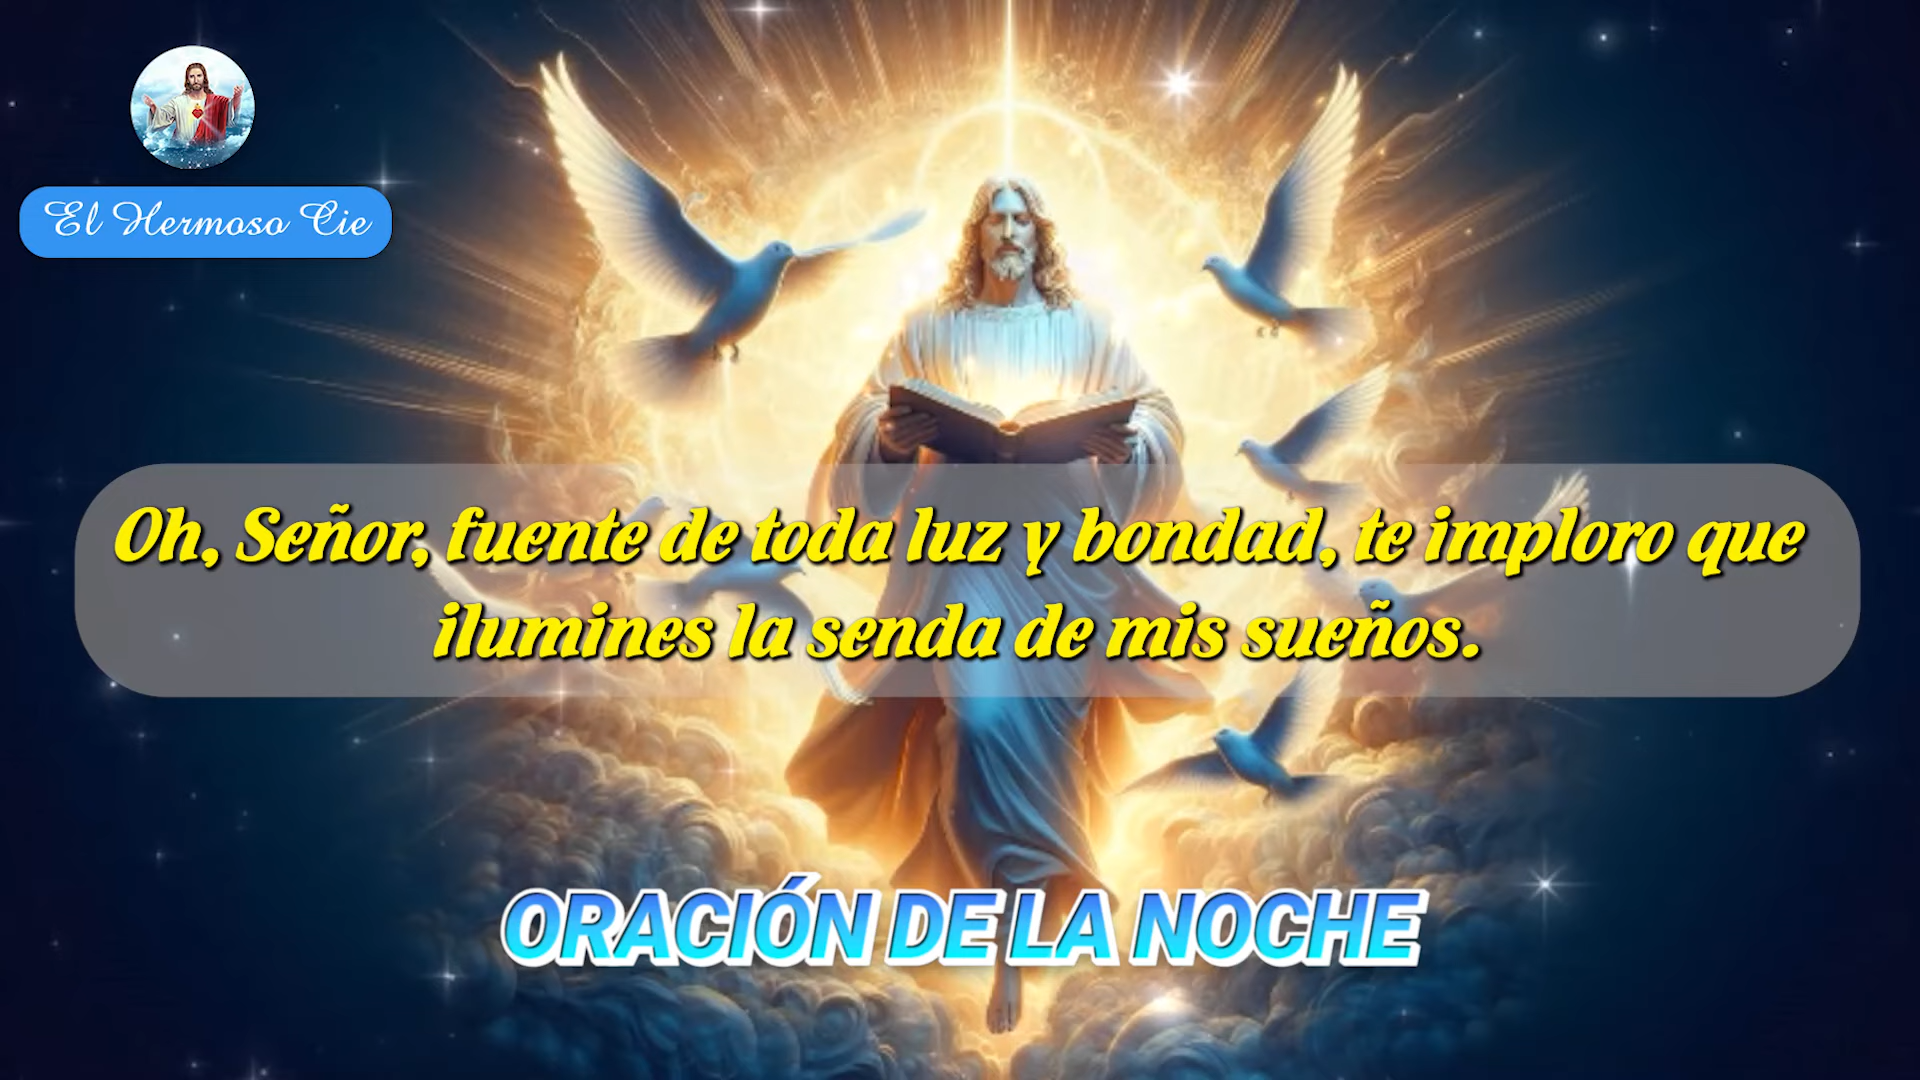 El Hermoso Cie
Oh, Señor, fuente de toda luz y bondad, te imploro que
ilumines la senda de mis sueños.
ORACIÓN DE LA NOCHE